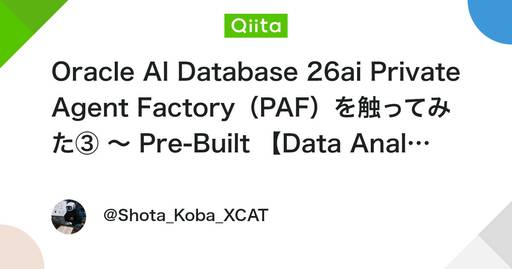 Qiita
Oracle AI Database 26ai Private
Agent Factory（PAF）を触ってみ
た③ ～ Pre-Built 【Data Anal…
@Shota_Koba_XCAT